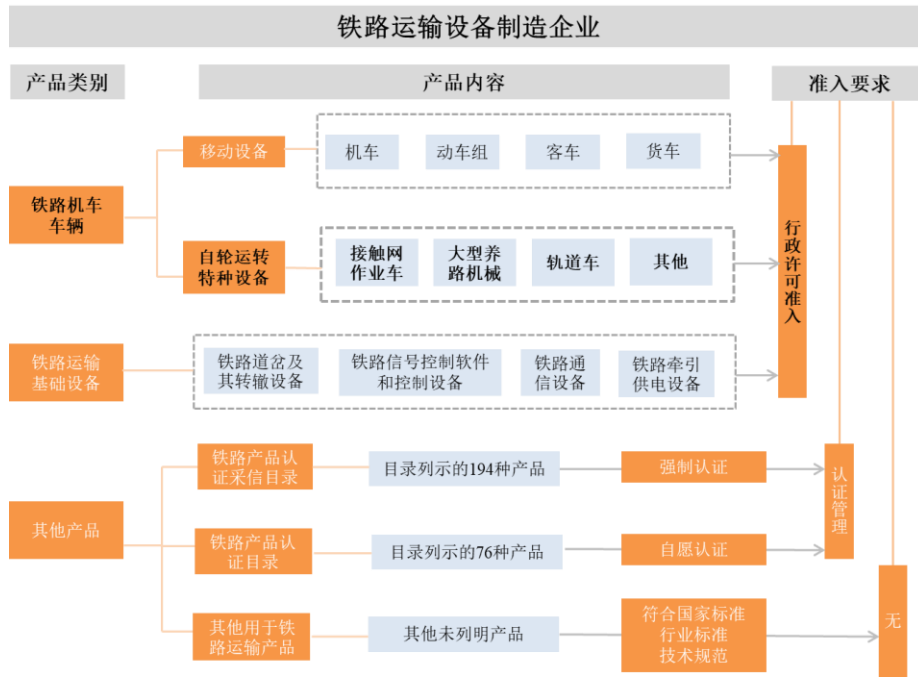 铁路运输设备制造企业
产品类别
产品内容
准入要求
移动设备
机车
动车组
客车
货车
铁路机车
车辆
自轮运转
特种设备
接触网
作业车
大型养
路机械
轨道车
其他
行政许可准入
铁路运输
基础设备
铁路道岔及
其转辙设备
铁路信号控制软件
和控制设备
铁路通
信设备
铁路牵引
供电设备
其他产品
铁路产品认
证采信目录
目录列示的194种产品
强制认证
认证管理
铁路产品认
证目录
目录列示的76种产品
自愿认证
其他用于铁
路运输产品
其他未列明产品
符合国家标准
行业标准
技术规范
无